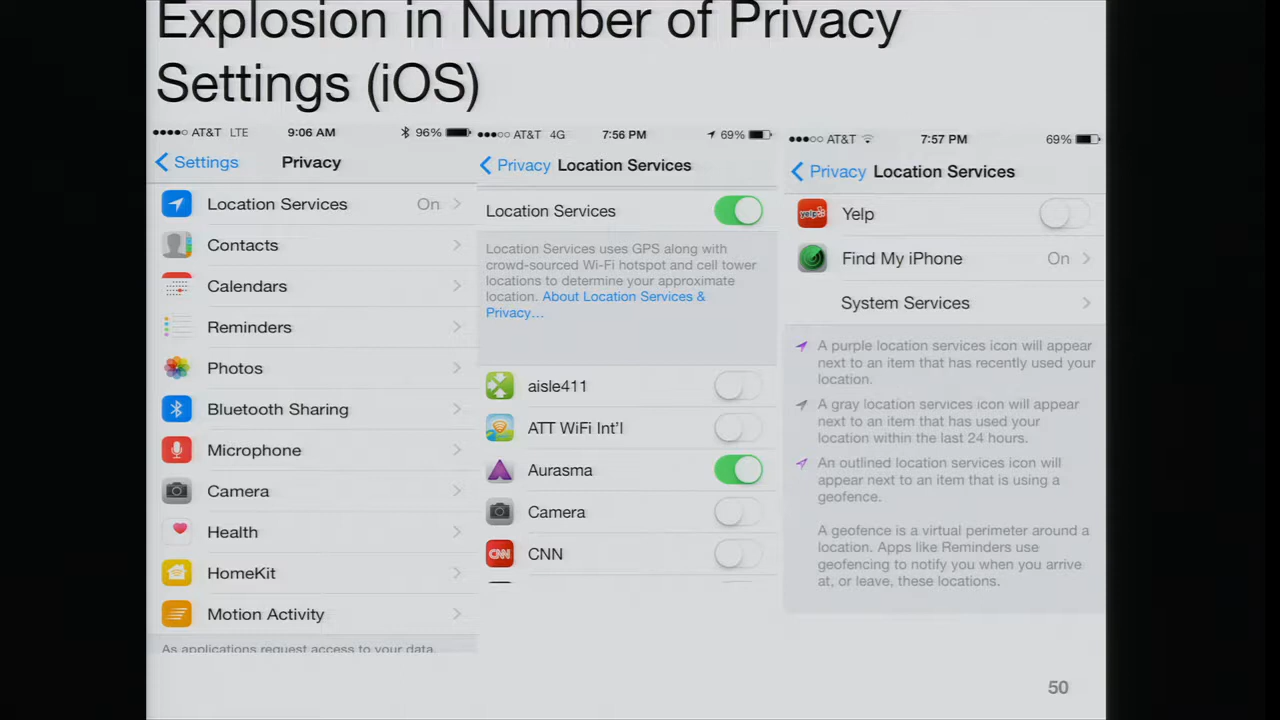 Explosion in Number of Privacy
Settings (iOS)
AT&T LTE 9:06 AM 96%
Settings Privacy
Location Services On
Contacts
Calendars
Reminders
Photos
Bluetooth Sharing
Microphone
Camera
Health
HomeKit
Motion Activity
As applications request access to your data,
AT&T 4G 7:56 PM 69%
Privacy Location Services
Location Services
Location Services uses GPS along with
crowd-sourced Wi-Fi hotspot and cell tower
locations to determine your approximate
location. About Location Services &
Privacy...
aisle411
ATT WiFi Int'l
Aurasma
Camera
CNN
CNN
AT&T 7:57 PM 69%
Privacy Location Services
yelp
Yelp
Find My iPhone On
System Services
A purple location services icon will appear
next to an item that has recently used your
location.
A gray location services icon will appear
next to an item that has used your
location within the last 24 hours.
An outlined location services icon will
appear next to an item that is using a
geofence.
A geofence is a virtual perimeter around a
location. Apps like Reminders use
geofencing to notify you when you arrive
at, or leave, these locations.
50